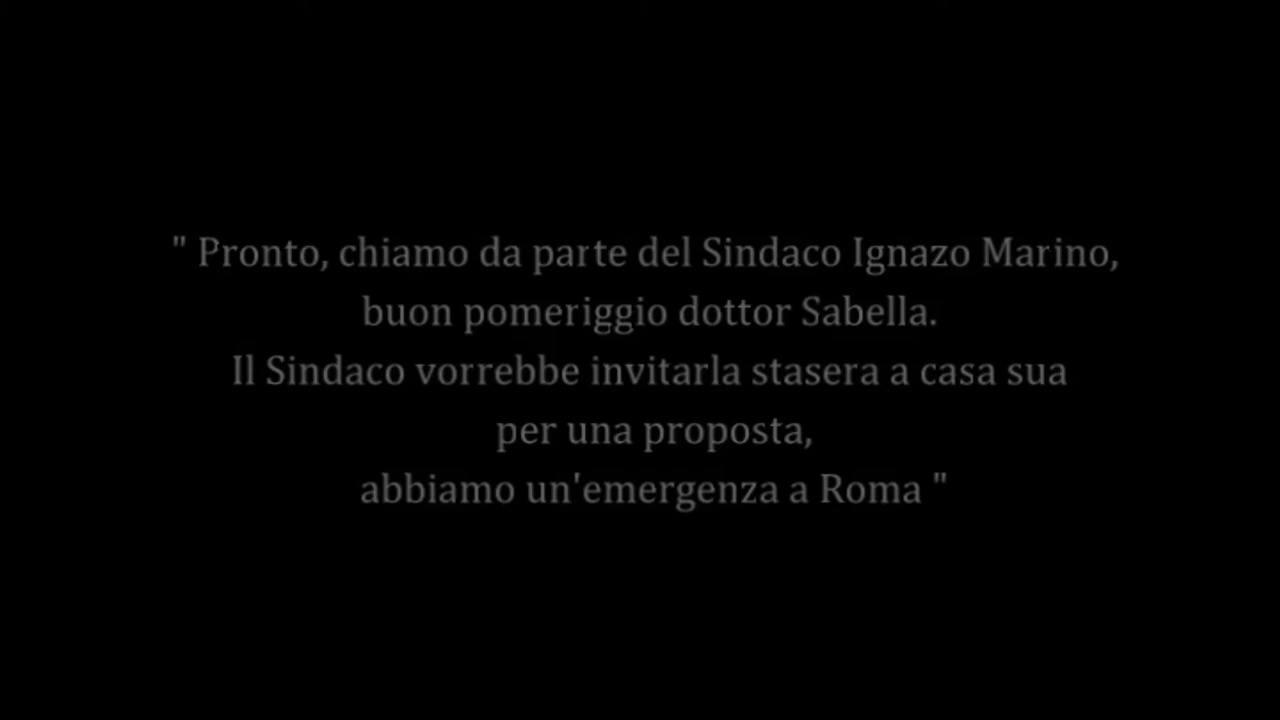 " Pronto, chiamo da parte del Sindaco Ignazo Marino,
buon pomeriggio dottor Sabella.
Il Sindaco vorrebbe invitarla stasera a casa sua
per una proposta,
abbiamo un'emergenza a Roma "